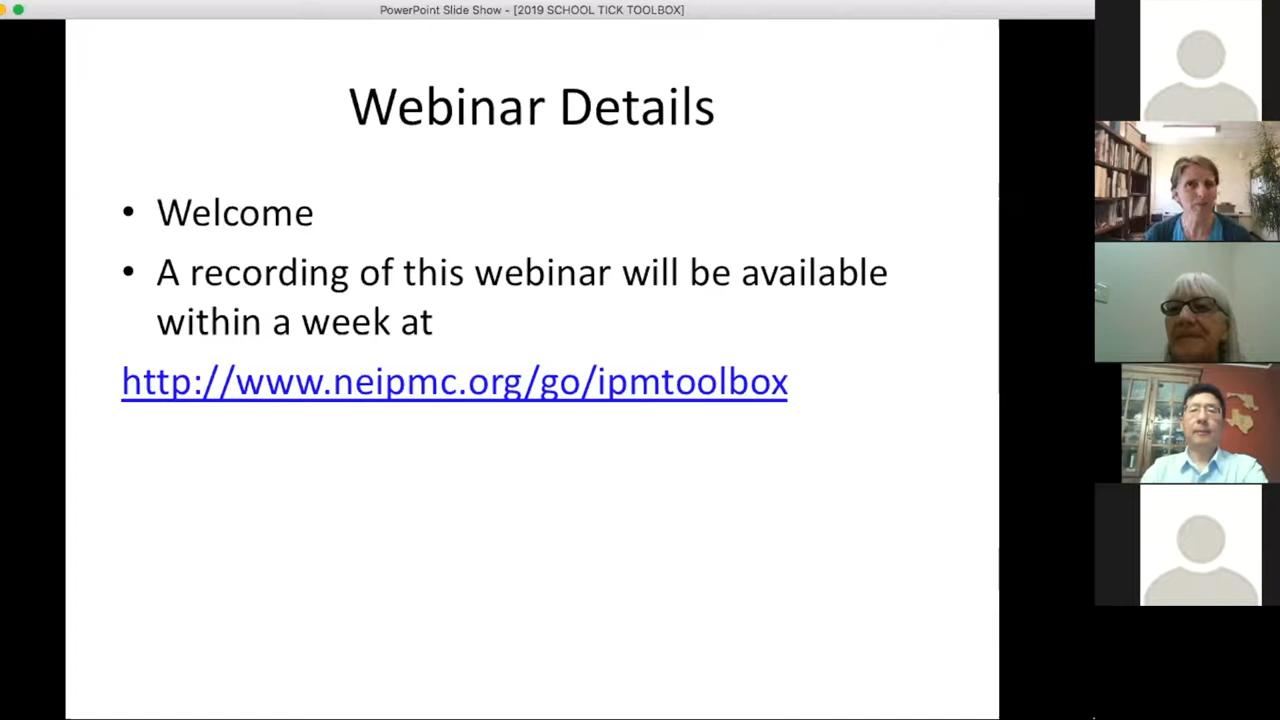 PowerPoint Slide Show - [2019 SCHOOL TICK TOOLBOX]
Webinar Details
• Welcome
• A recording of this webinar will be available
within a week at
http://www.neipmc.org/go/ipmtoolbox